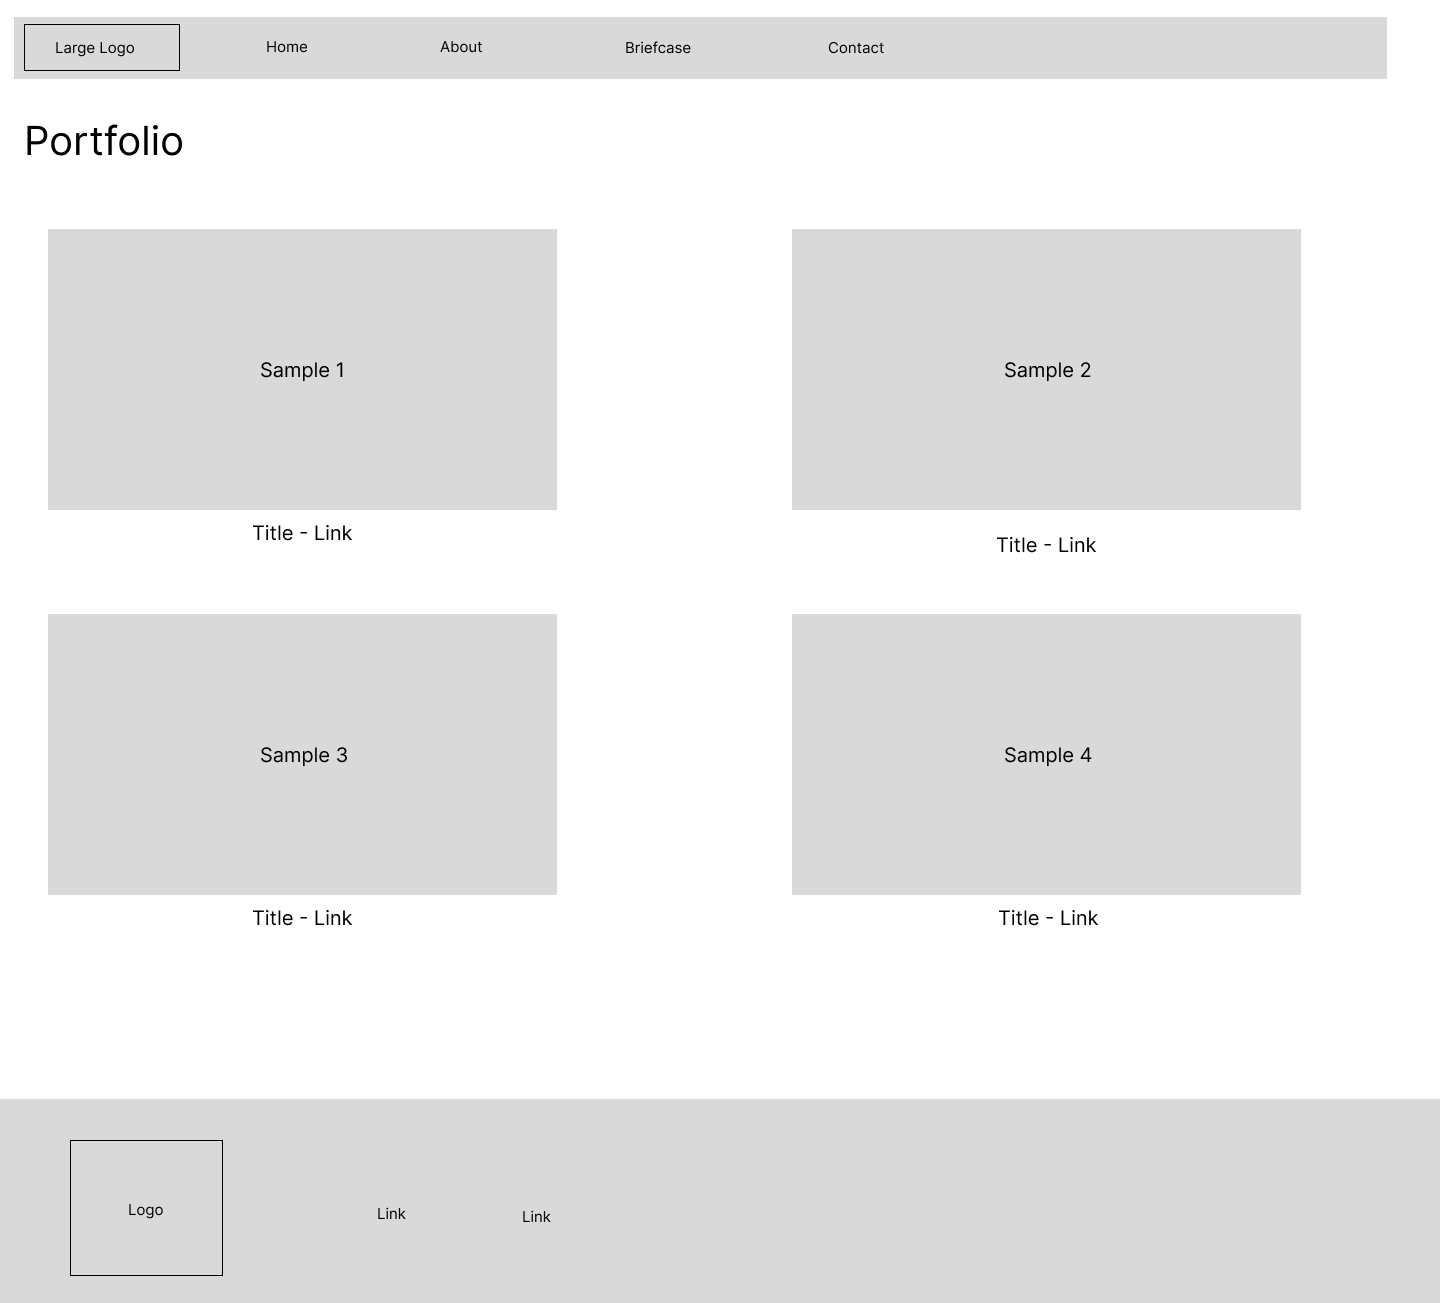 Large Logo
Home
About
Briefcase
Contact
Portfolio
Sample 1
Sample 2
Title - Link
Title - Link
Sample 3
Sample 4
Title - Link
Title - Link
Logo
Link
Link